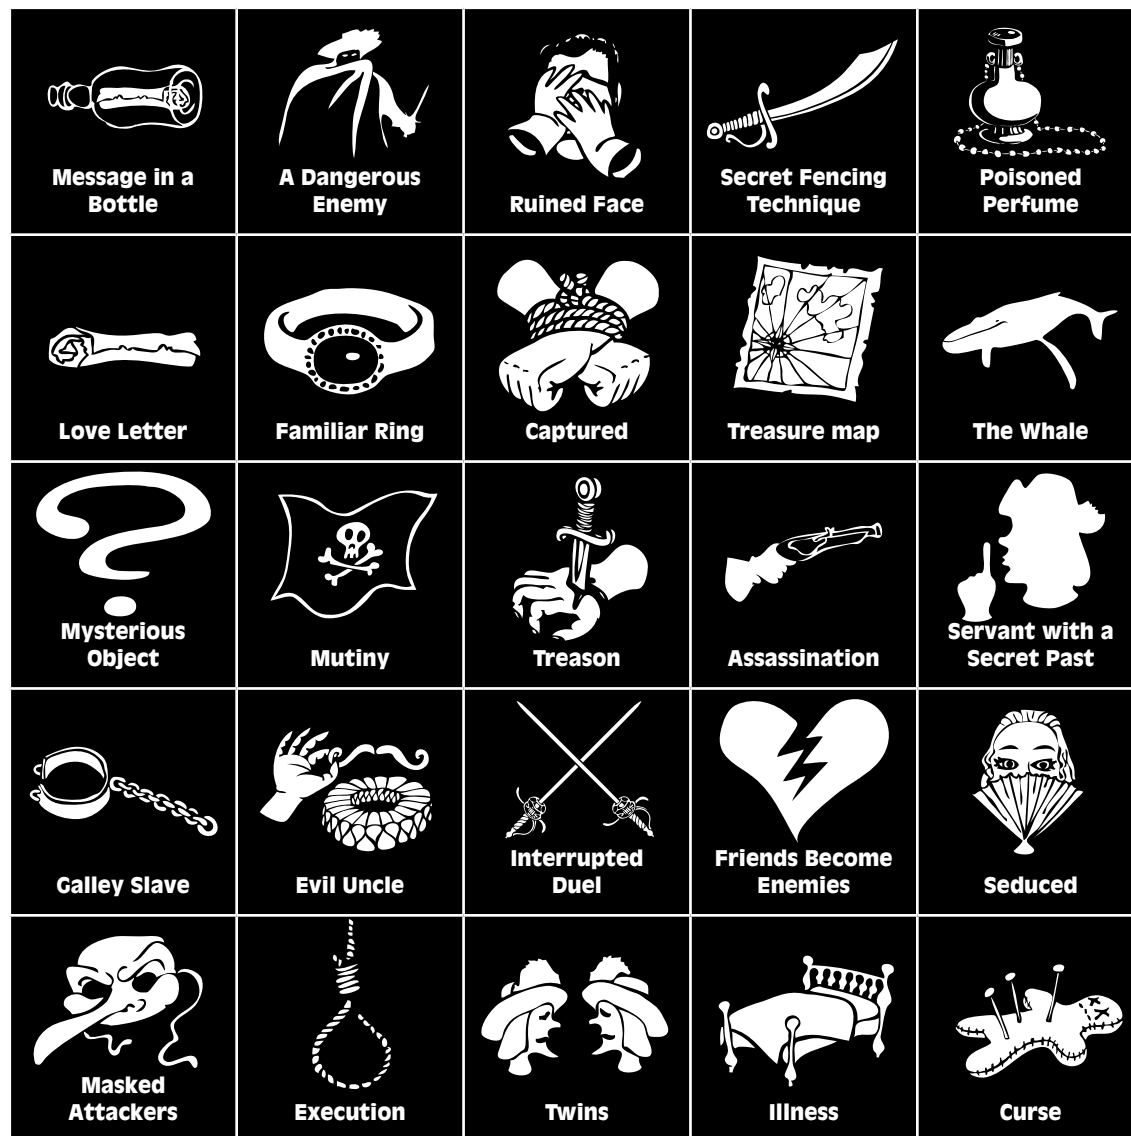 Message in a
Bottle
A Dangerous
Enemy
Ruined Face
Secret Fencing
Technique
Poisoned
Perfume
Love Letter
Familiar Ring
Captured
Treasure map
The Whale
Mysterious
Object
Mutiny
Treason
Assassination
Servant with a
Secret Past
Galley Slave
Evil Uncle
Interrupted
Duel
Friends Become
Enemies
Seduced
Masked
Attackers
Execution
Twins
Illness
Curse